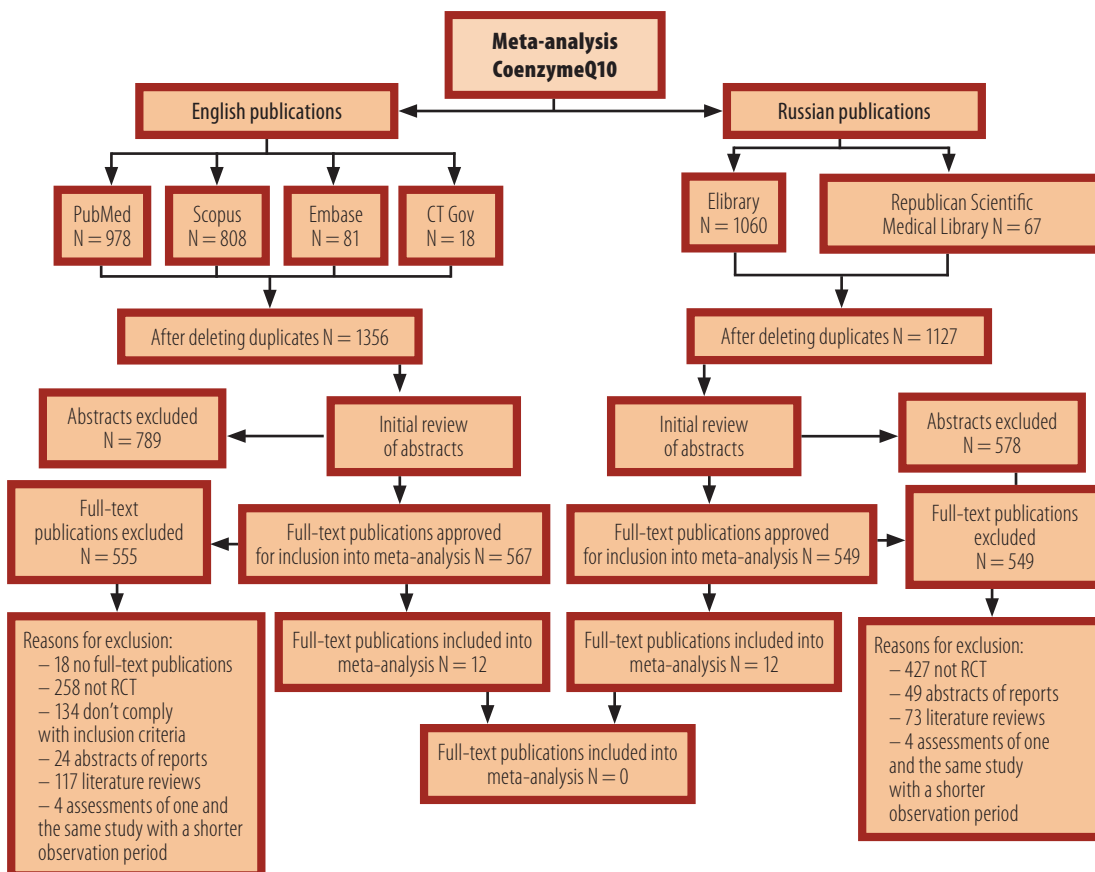 Meta-analysis
CoenzymeQ10
English publications
Russian publications
PubMed
N = 978
Scopus
N = 808
Embase
N = 81
CT Gov
N = 18
Elibrary
N = 1060
Republican Scientific
Medical Library N = 67
After deleting duplicates N = 1356
After deleting duplicates N = 1127
Abstracts excluded
N = 789
Initial review
of abstracts
Initial review
of abstracts
Abstracts excluded
N = 578
Full-text
publications excluded
N = 555
Full-text publications approved
for inclusion into meta-analysis N = 567
Full-text publications approved
for inclusion into meta-analysis N = 549
Full-text publications
excluded
N = 549
Reasons for exclusion:
– 18 no full-text publications
– 258 not RCT
– 134 don't comply
with inclusion criteria
– 24 abstracts of reports
– 117 literature reviews
– 4 assessments of one and
the same study with a shorter
observation period
Full-text publications included into
meta-analysis N = 12
Full-text publications included into
meta-analysis N = 12
Full-text publications included into
meta-analysis N = 0
Reasons for exclusion:
– 427 not RCT
– 49 abstracts of reports
– 73 literature reviews
– 4 assessments of one
and the same study
with a shorter
observation period